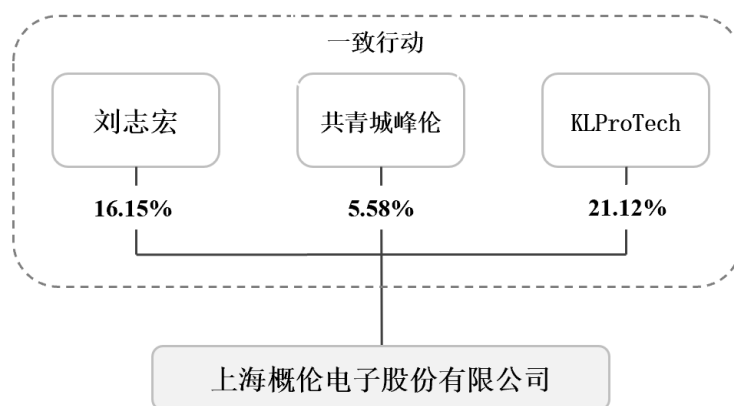 一致行动
刘志宏
共青城峰伦
KLProTech
16.15%
5.58%
21.12%
上海概伦电子股份有限公司